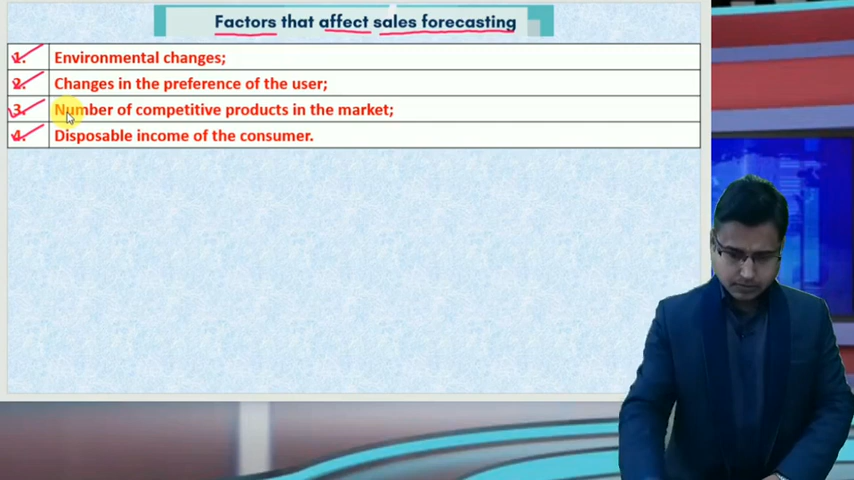 Factors that affect sales forecasting
1. Environmental changes;
2. Changes in the preference of the user;
3. Number of competitive products in the market;
4. Disposable income of the consumer.